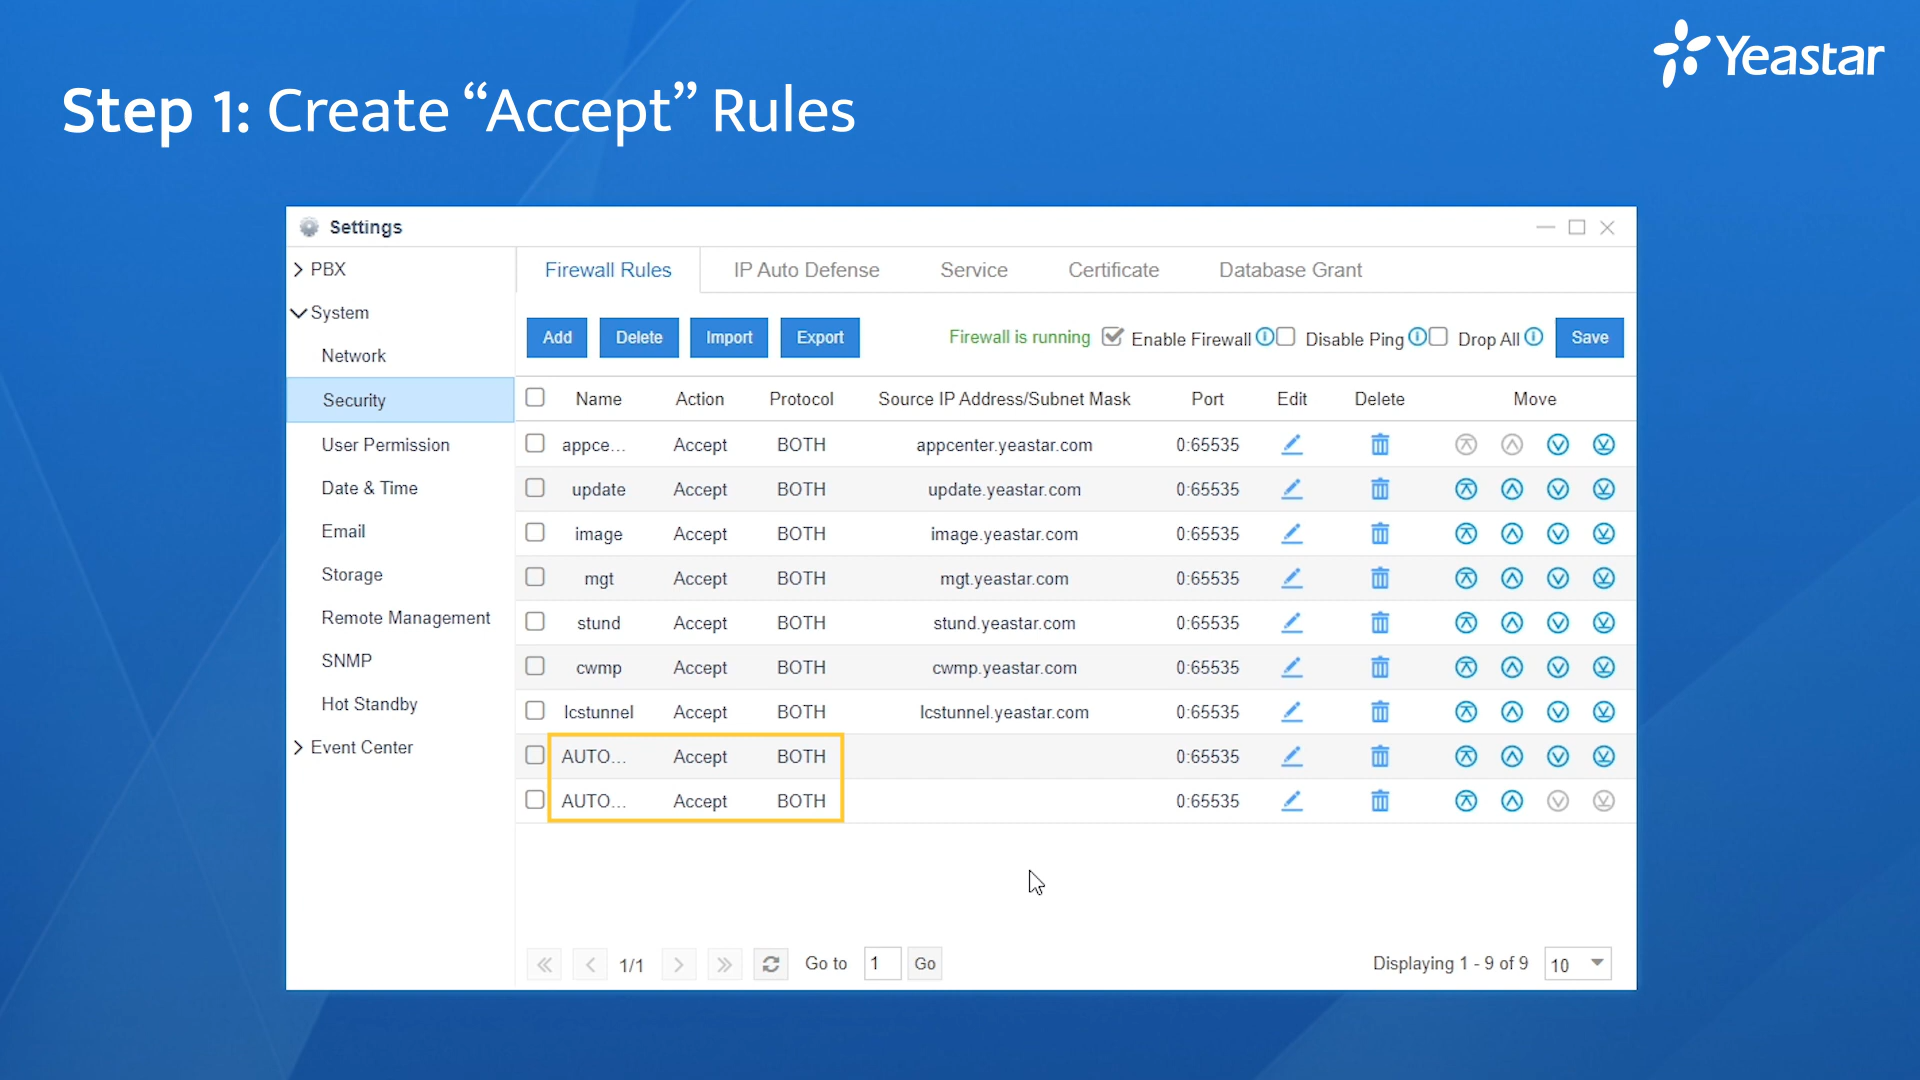 Yeastar
Step 1: Create “Accept” Rules
Settings
PBX
System
Network
Security
User Permission
Date & Time
Email
Storage
Remote Management
SNMP
Hot Standby
Event Center
Firewall Rules IP Auto Defense Service Certificate Database Grant
Add Delete Import Export Firewall is running Enable Firewall Disable Ping Drop All Save
Name Action Protocol Source IP Address/Subnet Mask Port Edit Delete Move
appce... Accept BOTH appcenter.yeastar.com 0:65535
update Accept BOTH update.yeastar.com 0:65535
image Accept BOTH image.yeastar.com 0:65535
mgt Accept BOTH mgt.yeastar.com 0:65535
stund Accept BOTH stund.yeastar.com 0:65535
cwmp Accept BOTH cwmp.yeastar.com 0:65535
lcstunnel Accept BOTH lcstunnel.yeastar.com 0:65535
AUTO... Accept BOTH 0:65535
AUTO... Accept BOTH 0:65535
1/1 Go to 1 Go Displaying 1 - 9 of 9 10